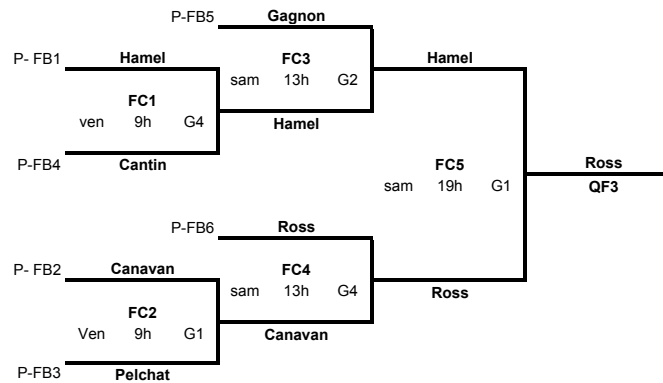 P-FB5 Gagnon
P- FB1 Hamel FC3 Hamel
sam 13h G2
FC1
ven 9h G4 Hamel
P-FB4 Cantin
FC5 Ross
sam 19h G1 QF3
P-FB6 Ross
P- FB2 Canavan FC4
sam 13h G4 Ross
FC2
Ven 9h G1 Canavan
P-FB3 Pelchat